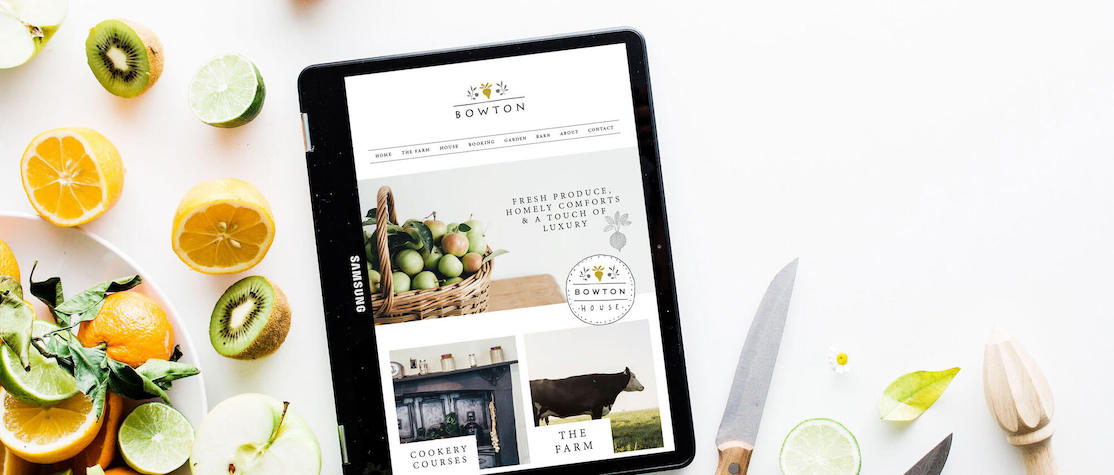 BOWTON
HOME THE FARM HOUSE BOOKING GARDEN BARN ABOUT CONTACT
FRESH PRODUCE,
HOMELY COMFORTS
& A TOUCH OF
LUXURY
BOWTON
HOUSE
SAMSUNG
COOKERY
COURSES
THE
FARM